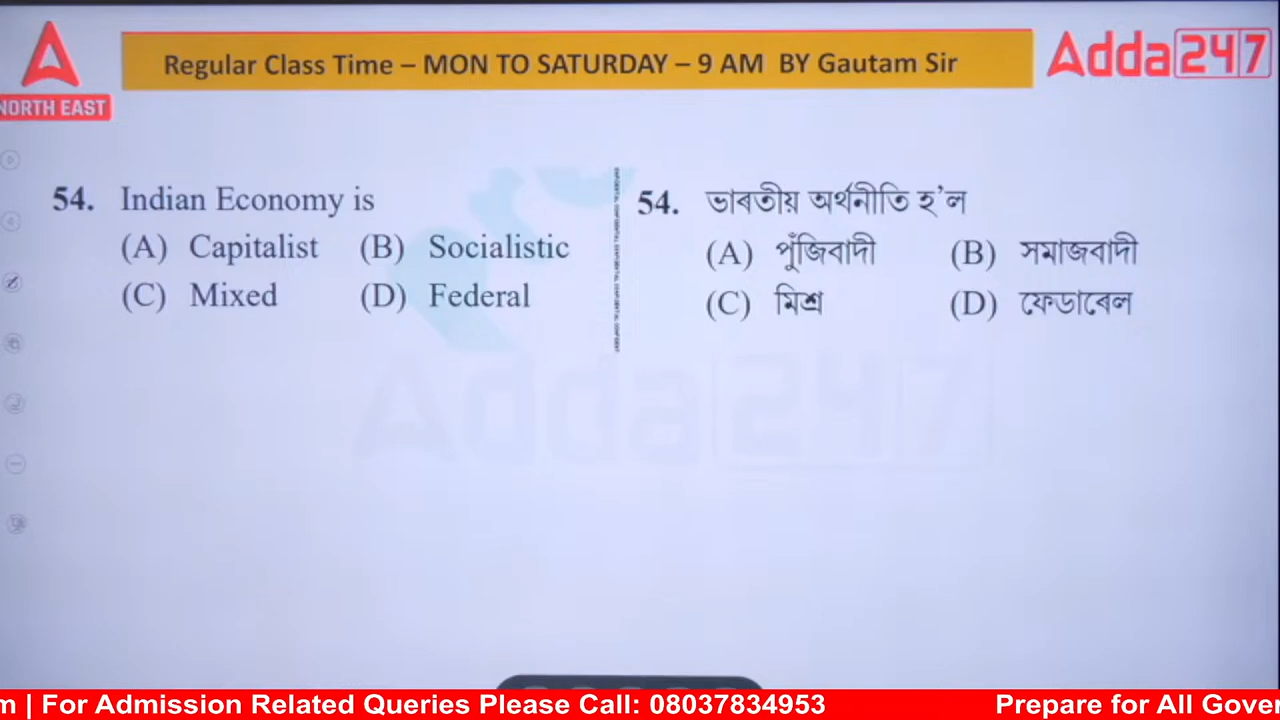 Regular Class Time – MON TO SATURDAY – 9 AM BY Gautam Sir
Adda247
NORTH EAST
54. Indian Economy is
(A) Capitalist (B) Socialistic
(C) Mixed (D) Federal
54. ভাৰতীয় অৰ্থনীতি হ’ল
(A) পুঁজিবাদী (B) সমাজবাদী
(C) মিশ্ৰ (D) ফেডাৰেল
Adda247
m | For Admission Related Queries Please Call: 08037834953 Prepare for All Gover